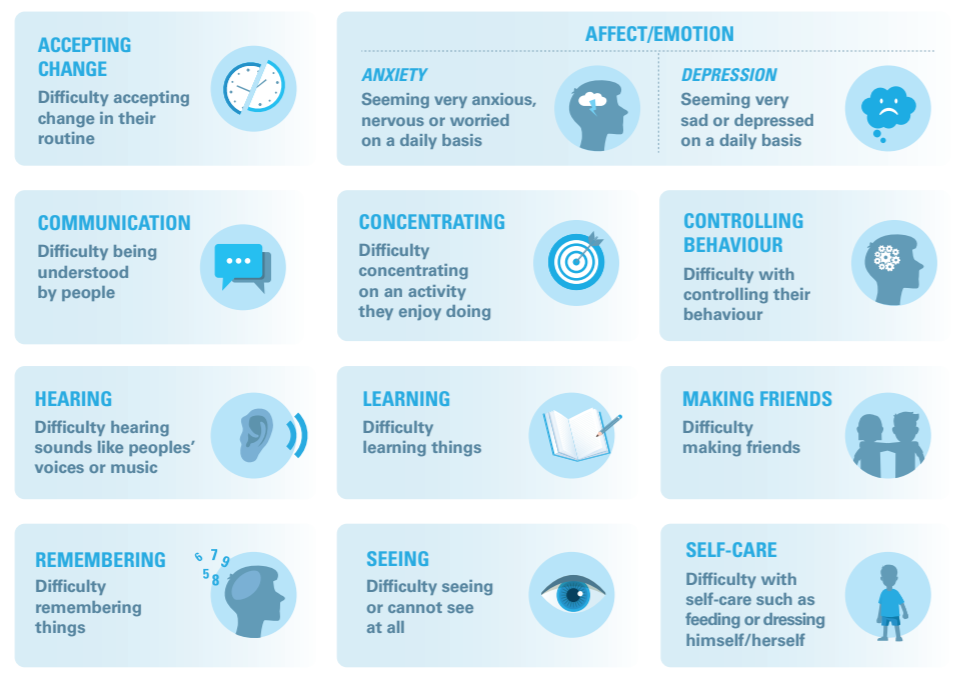 ACCEPTING
CHANGE
Difficulty accepting
change in their
routine
AFFECT/EMOTION
ANXIETY
Seeming very anxious,
nervous or worried
on a daily basis
DEPRESSION
Seeming very
sad or depressed
on a daily basis
COMMUNICATION
Difficulty being
understood
by people
CONCENTRATING
Difficulty
concentrating
on an activity
they enjoy doing
CONTROLLING
BEHAVIOUR
Difficulty with
controlling their
behaviour
HEARING
Difficulty hearing
sounds like peoples’
voices or music
LEARNING
Difficulty
learning things
MAKING FRIENDS
Difficulty
making friends
REMEMBERING
Difficulty
remembering
things
6 7 9
5 8
SEEING
Difficulty seeing
or cannot see
at all
SELF-CARE
Difficulty with
self-care such as
feeding or dressing
himself/herself